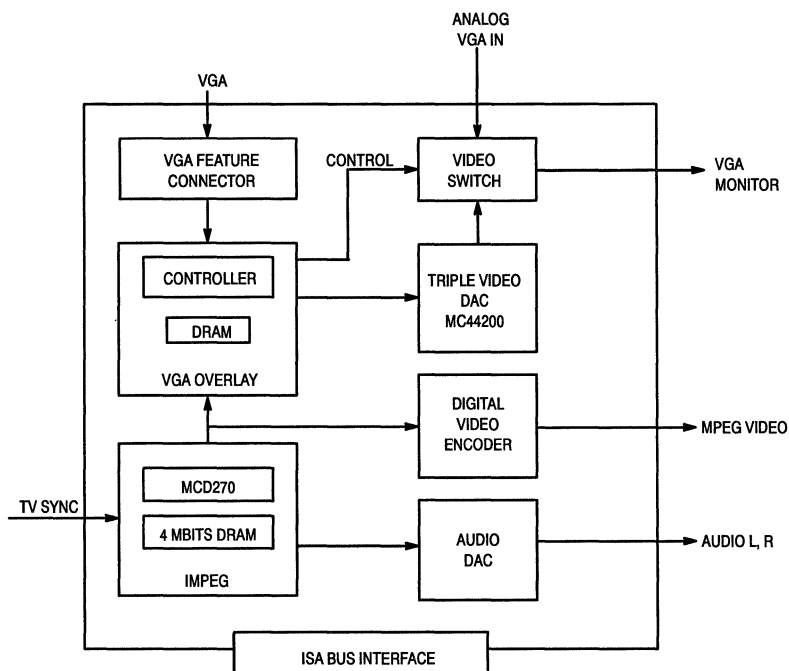 ANALOG
VGA IN
VGA
VGA FEATURE
CONNECTOR
CONTROL
VIDEO
SWITCH
VGA
MONITOR
CONTROLLER
DRAM
VGA OVERLAY
TRIPLE VIDEO
DAC
MC44200
DIGITAL
VIDEO
ENCODER
MPEG VIDEO
TV SYNC
MCD270
4 MBITS DRAM
IMPEG
AUDIO
DAC
AUDIO L, R
ISA BUS INTERFACE